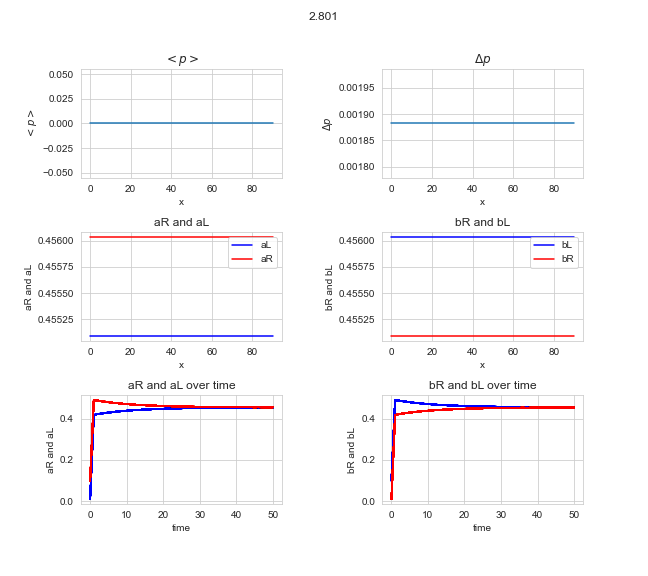 2.801
< p >
Δp
0.050
0.025
0.000
−0.025
−0.050
< p >
0 20 40 60 80
x
0.00195
0.00190
0.00185
0.00180
Δp
0 20 40 60 80
x
aR and aL
bR and bL
0.45600
0.45575
0.45550
0.45525
aR and aL
aL
aR
0 20 40 60 80
x
0.45600
0.45575
0.45550
0.45525
bR and bL
bL
bR
0 20 40 60 80
x
aR and aL over time
bR and bL over time
0.4
0.2
0.0
aR and aL
0 10 20 30 40 50
time
0.4
0.2
0.0
bR and bL
0 10 20 30 40 50
time